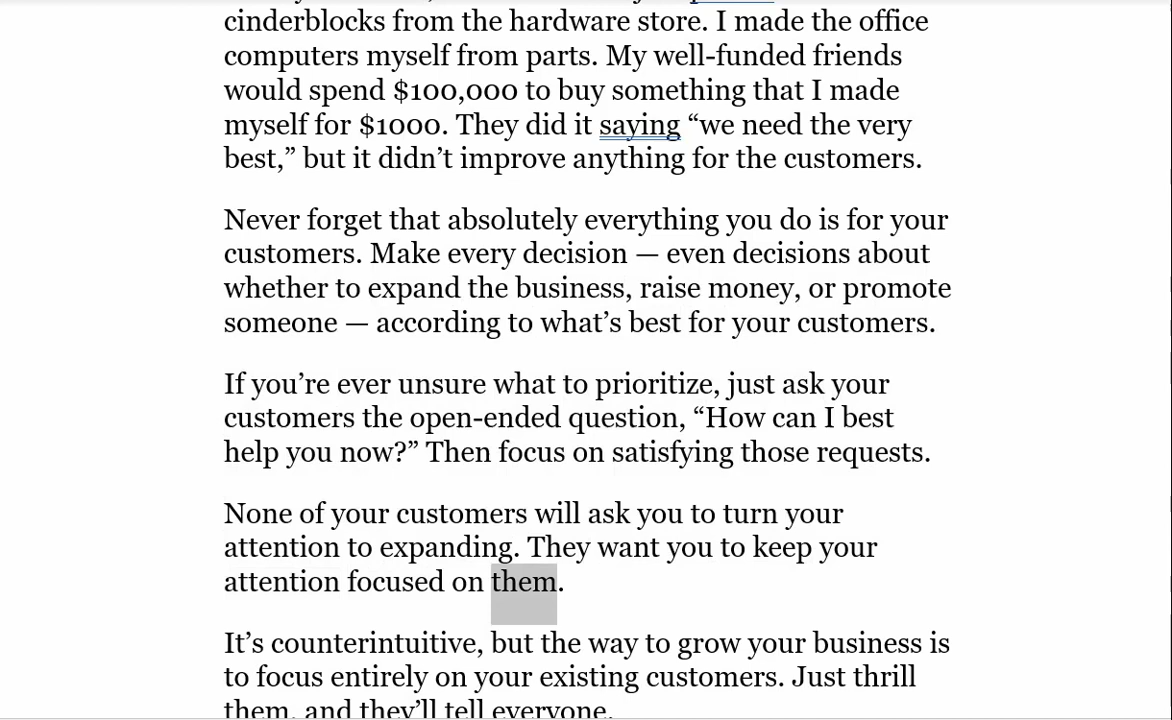 cinderblocks from the hardware store. I made the office
computers myself from parts. My well-funded friends
would spend $100,000 to buy something that I made
myself for $1000. They did it saying “we need the very
best,” but it didn’t improve anything for the customers.
Never forget that absolutely everything you do is for your
customers. Make every decision — even decisions about
whether to expand the business, raise money, or promote
someone — according to what’s best for your customers.
If you’re ever unsure what to prioritize, just ask your
customers the open-ended question, “How can I best
help you now?” Then focus on satisfying those requests.
None of your customers will ask you to turn your
attention to expanding. They want you to keep your
attention focused on them.
It’s counterintuitive, but the way to grow your business is
to focus entirely on your existing customers. Just thrill
them, and they’ll tell everyone.